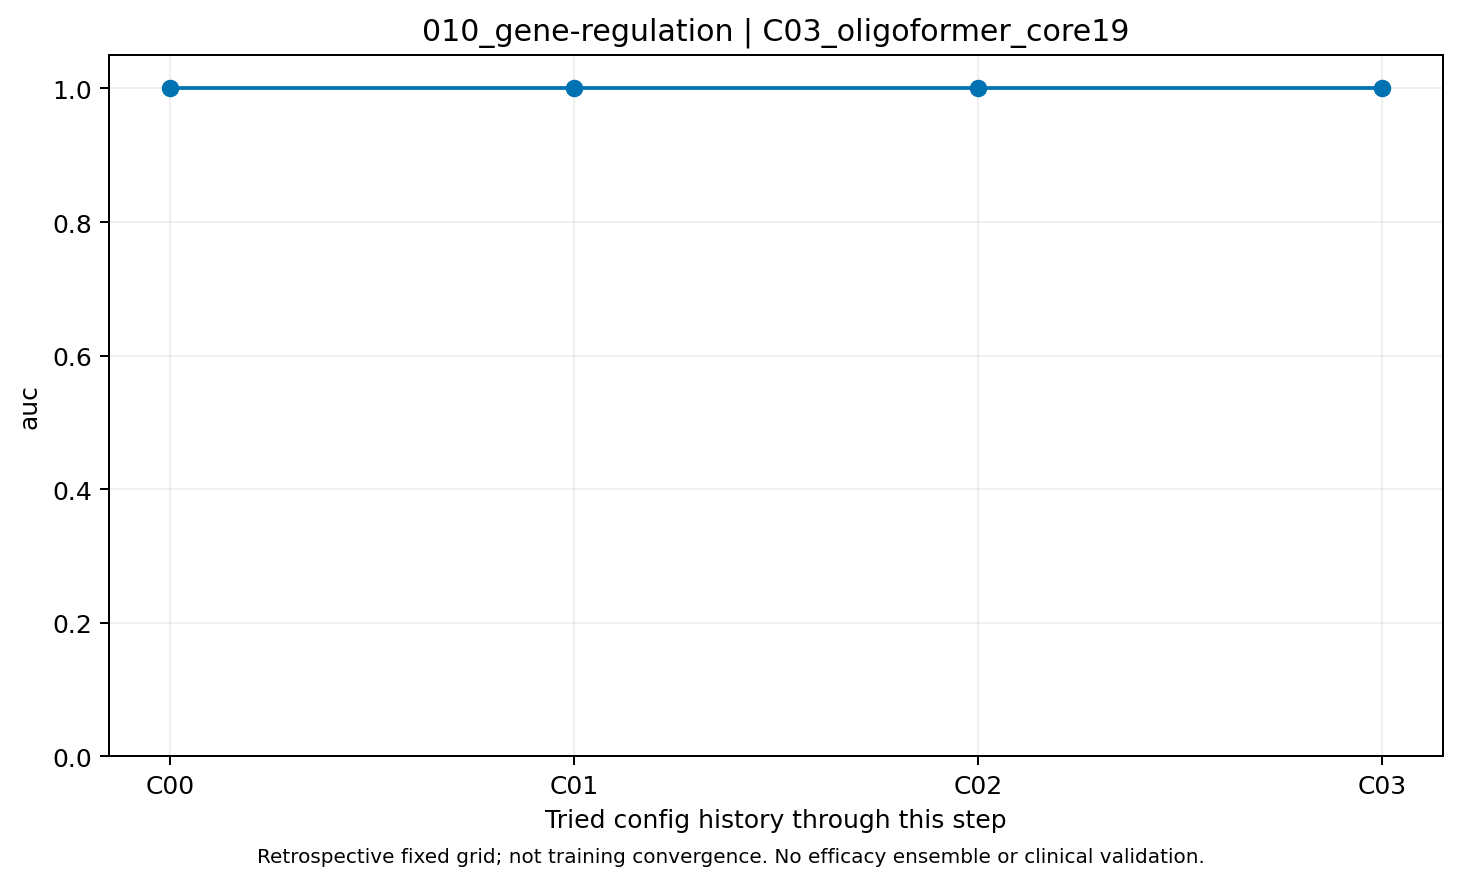 010_gene-regulation | C03_oligoformer_core19
1.0
0.8
0.6
0.4
0.2
0.0
auc
C00 C01 C02 C03
Tried config history through this step
Retrospective fixed grid; not training convergence. No efficacy ensemble or clinical validation.